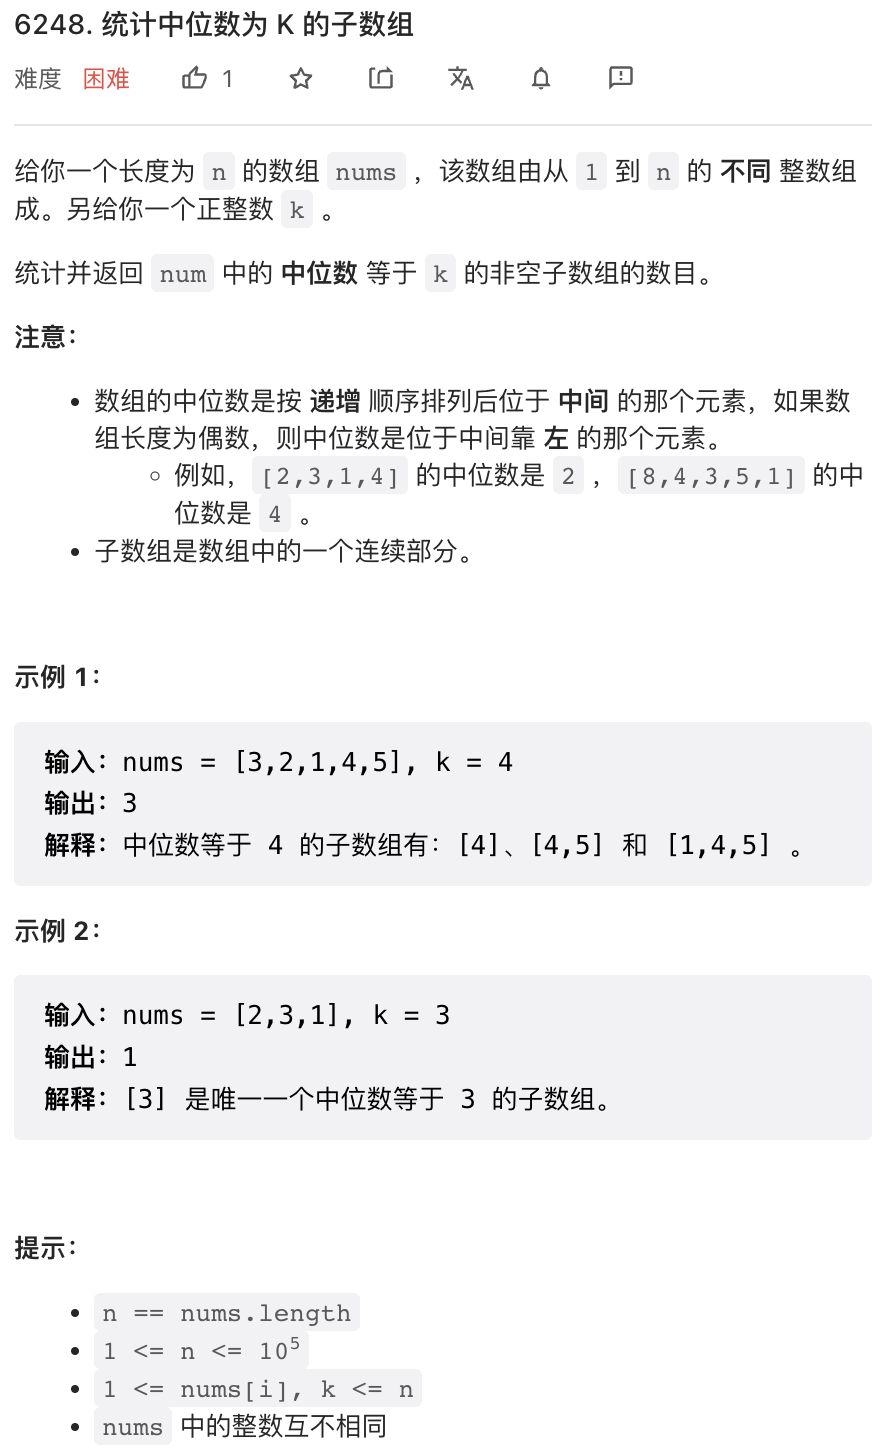 6248. 统计中位数为 K 的子数组
难度 困难 1
给你一个长度为 n 的数组 nums ，该数组由从 1 到 n 的 不同 整数组
成。另给你一个正整数 k 。
统计并返回 num 中的 中位数 等于 k 的非空子数组的数目。
注意：
• 数组的中位数是按 递增 顺序排列后位于 中间 的那个元素，如果数
组长度为偶数，则中位数是位于中间靠 左 的那个元素。
◦ 例如，[2,3,1,4] 的中位数是 2 ，[8,4,3,5,1] 的中
位数是 4 。
• 子数组是数组中的一个连续部分。
示例 1：
输入：nums = [3,2,1,4,5], k = 4
输出：3
解释：中位数等于 4 的子数组有：[4]、[4,5] 和 [1,4,5] 。
示例 2：
输入：nums = [2,3,1], k = 3
输出：1
解释：[3] 是唯一一个中位数等于 3 的子数组。
提示：
• n == nums.length
• 1 <= n <= 10⁵
• 1 <= nums[i], k <= n
• nums 中的整数互不相同